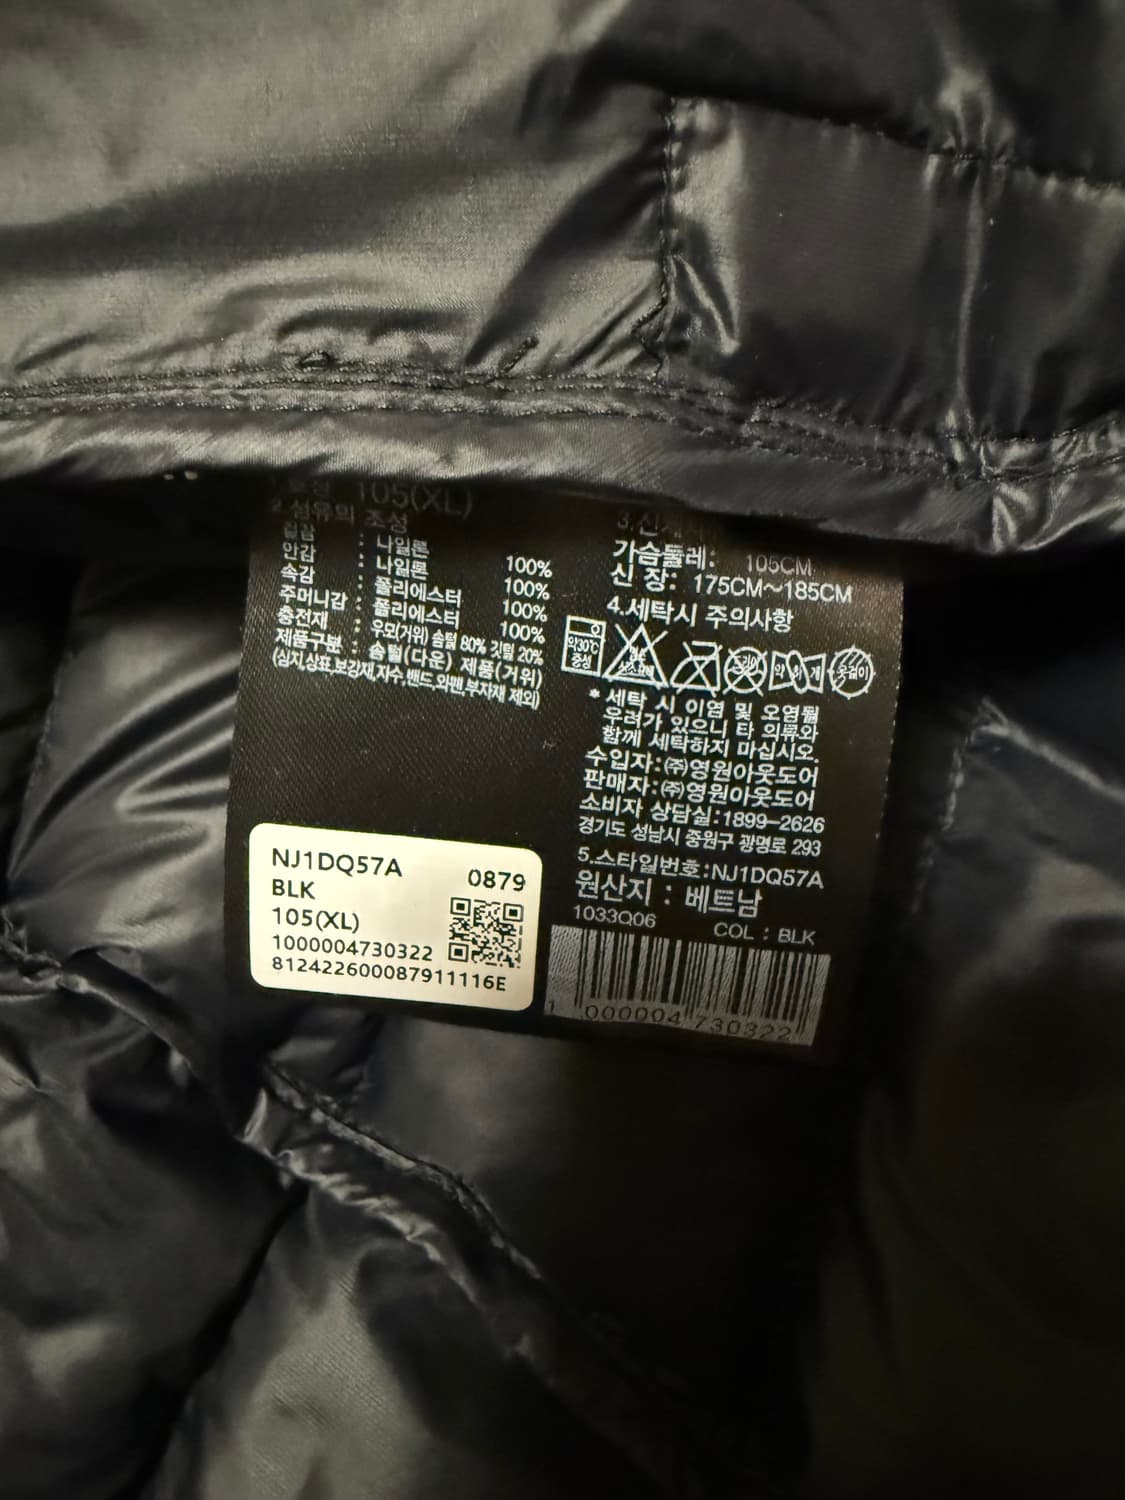 105(XL)
2.섬유의 조성
겉감 : 나일론 100%
안감 : 나일론 100%
속감 : 폴리에스터 100%
주머니감 : 폴리에스터 100%
충전재 : 우모(거위) 솜털 80% 깃털 20%
제품구분 : 솜털(다운) 제품(거위)
(심지,상표,보강재,자수,밴드,와펜,부자재 제외)
가슴둘레: 105CM
신 장: 175CM~185CM
4.세탁시 주의사항
약30℃
중성
옷걸이
* 세탁 시 이염 및 오염될
우려가 있으니 타 의류와
함께 세탁하지 마십시오.
수입자:㈜영원아웃도어
판매자:㈜영원아웃도어
소비자 상담실:1899-2626
경기도 성남시 중원구 광명로 293
5.스타일번호:NJ1DQ57A
원산지 : 베트남
1033Q06
COL : BLK
1 000004 730322
NJ1DQ57A 0879
BLK
105(XL)
1000004730322
812422600087911116E